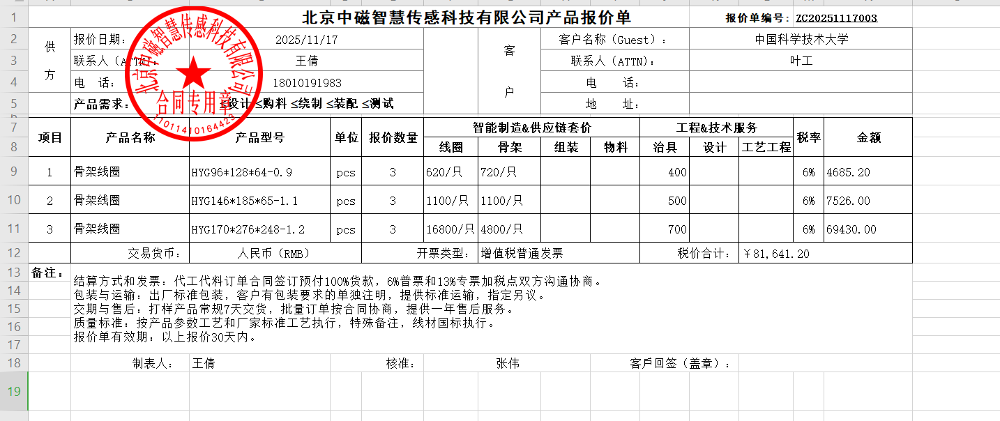 1 北京中磁智慧传感科技有限公司产品报价单 报价单编号: ZC20251117003
2 供 报价日期: 2025/11/17 客 客户名称（Guest）: 中国科学技术大学
3 联系人（ATTN）: 王倩 联系人（ATTN）: 叶工
4 方 电 话: 18010191983 户 电 话:
5 产品需求: ≤设计 ≤购料 ≤绕制 ≤装配 ≤测试 地 址:
北京中磁智慧传感科技有限公司
合同专用章
11011410164423
7 项目 产品名称 产品型号 单位 报价数量 智能制造&供应链套价 工程&技术服务 税率 金额
8 线圈 骨架 组装 物料 治具 设计 工艺工程
9 1 骨架线圈 HYG96*128*64-0.9 pcs 3 620/只 720/只 400 6% 4685.20
10 2 骨架线圈 HYG146*185*65-1.1 pcs 3 1100/只 1100/只 500 6% 7526.00
11 3 骨架线圈 HYG170*276*248-1.2 pcs 3 16800/只 4800/只 700 6% 69430.00
12 交易货币: 人民币（RMB） 开票类型: 增值税普通发票 税价合计: ￥81,641.20
13 备注:
结算方式和发票: 代工代料订单合同签订预付100%货款, 6%普票和13%专票加税点双方沟通协商。
14 包装与运输: 出厂标准包装, 客户有包装要求的单独注明, 提供标准运输, 指定另议。
15 交期与售后: 打样产品常规7天交货, 批量订单按合同协商, 提供一年售后服务。
16 质量标准: 按产品参数工艺和厂家标准工艺执行, 特殊备注, 线材国标执行。
17 报价单有效期: 以上报价30天内。
18 制表人: 王倩 核准: 张伟 客戶回签（盖章）:
19